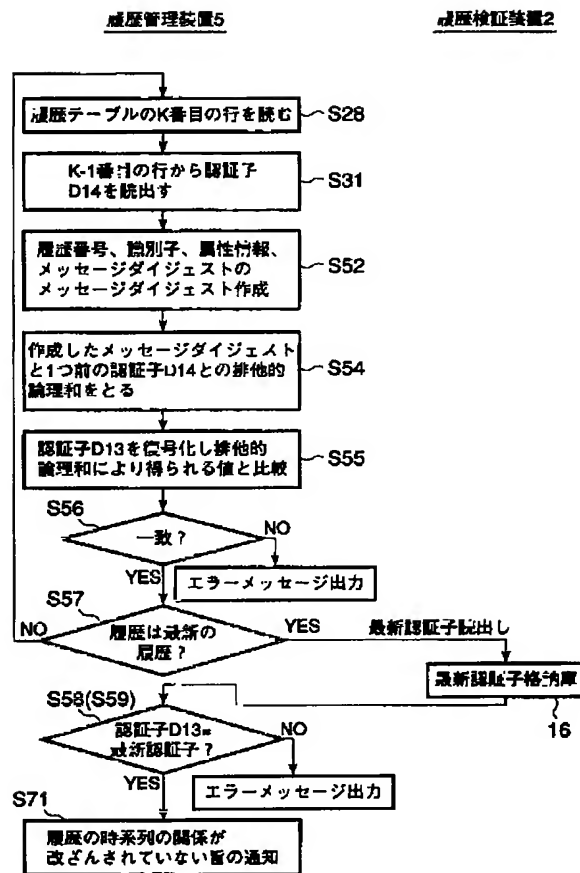 履歴管理装置5
履歴検証装置2
履歴テーブルのK番目の行を読む
S28
K-1番目の行から認証子
D14を読出す
S31
履歴番号、識別子、属性情報、
メッセージダイジェストの
メッセージダイジェスト作成
S52
作成したメッセージダイジェスト
と1つ前の認証子D14との排他的
論理和をとる
S54
認証子D13を復号化し排他的
論理和により得られる値と比較
S55
S56
一致？
NO
YES
エラーメッセージ出力
S57
NO
履歴は最新の
履歴？
YES
最新認証子読出し
最新認証子格納庫
16
S58(S59)
認証子D13=
最新認証子？
NO
YES
エラーメッセージ出力
S71
履歴の時系列の関係が
改ざんされていない旨の通知